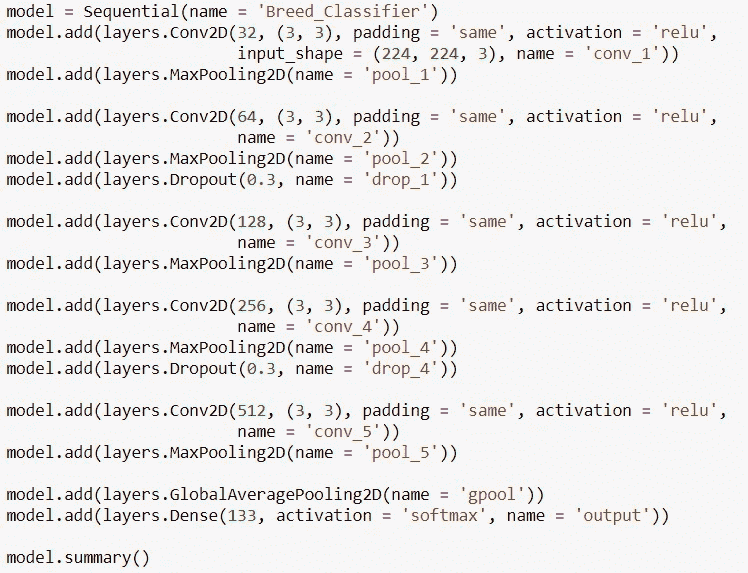 model = Sequential(name = 'Breed_Classifier')
model.add(layers.Conv2D(32, (3, 3), padding = 'same', activation = 'relu',
                        input_shape = (224, 224, 3), name = 'conv_1'))
model.add(layers.MaxPooling2D(name = 'pool_1'))

model.add(layers.Conv2D(64, (3, 3), padding = 'same', activation = 'relu',
                        name = 'conv_2'))
model.add(layers.MaxPooling2D(name = 'pool_2'))
model.add(layers.Dropout(0.3, name = 'drop_1'))

model.add(layers.Conv2D(128, (3, 3), padding = 'same', activation = 'relu',
                        name = 'conv_3'))
model.add(layers.MaxPooling2D(name = 'pool_3'))

model.add(layers.Conv2D(256, (3, 3), padding = 'same', activation = 'relu',
                        name = 'conv_4'))
model.add(layers.MaxPooling2D(name = 'pool_4'))
model.add(layers.Dropout(0.3, name = 'drop_4'))

model.add(layers.Conv2D(512, (3, 3), padding = 'same', activation = 'relu',
                        name = 'conv_5'))
model.add(layers.MaxPooling2D(name = 'pool_5'))

model.add(layers.GlobalAveragePooling2D(name = 'gpool'))
model.add(layers.Dense(133, activation = 'softmax', name = 'output'))

model.summary()